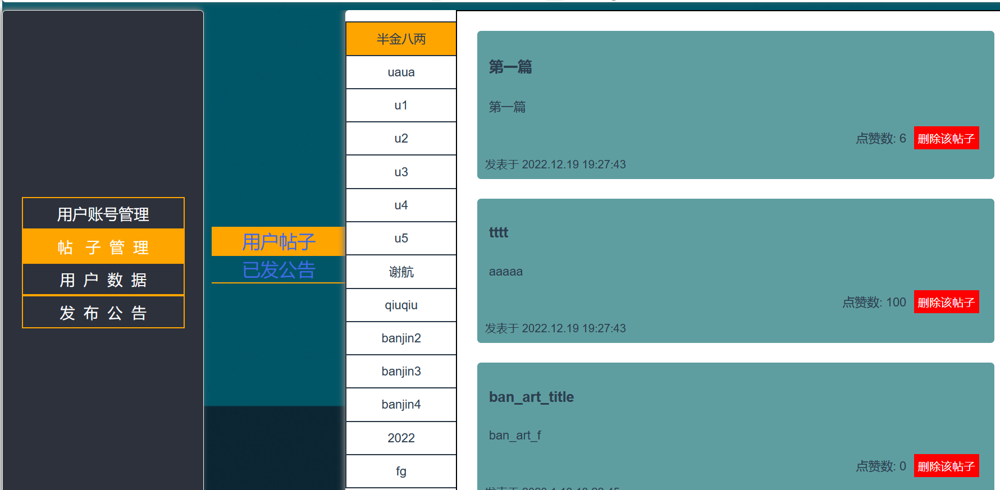 用户账号管理
帖 子 管 理
用 户 数 据
发 布 公 告
用户帖子
已发公告
半金八两
uaua
u1
u2
u3
u4
u5
谢航
qiuqiu
banjin2
banjin3
banjin4
2022
fg
第一篇
第一篇
点赞数: 6 删除该帖子
发表于 2022.12.19 19:27:43
tttt
aaaaa
点赞数: 100 删除该帖子
发表于 2022.12.19 19:27:43
ban_art_title
ban_art_f
点赞数: 0 删除该帖子